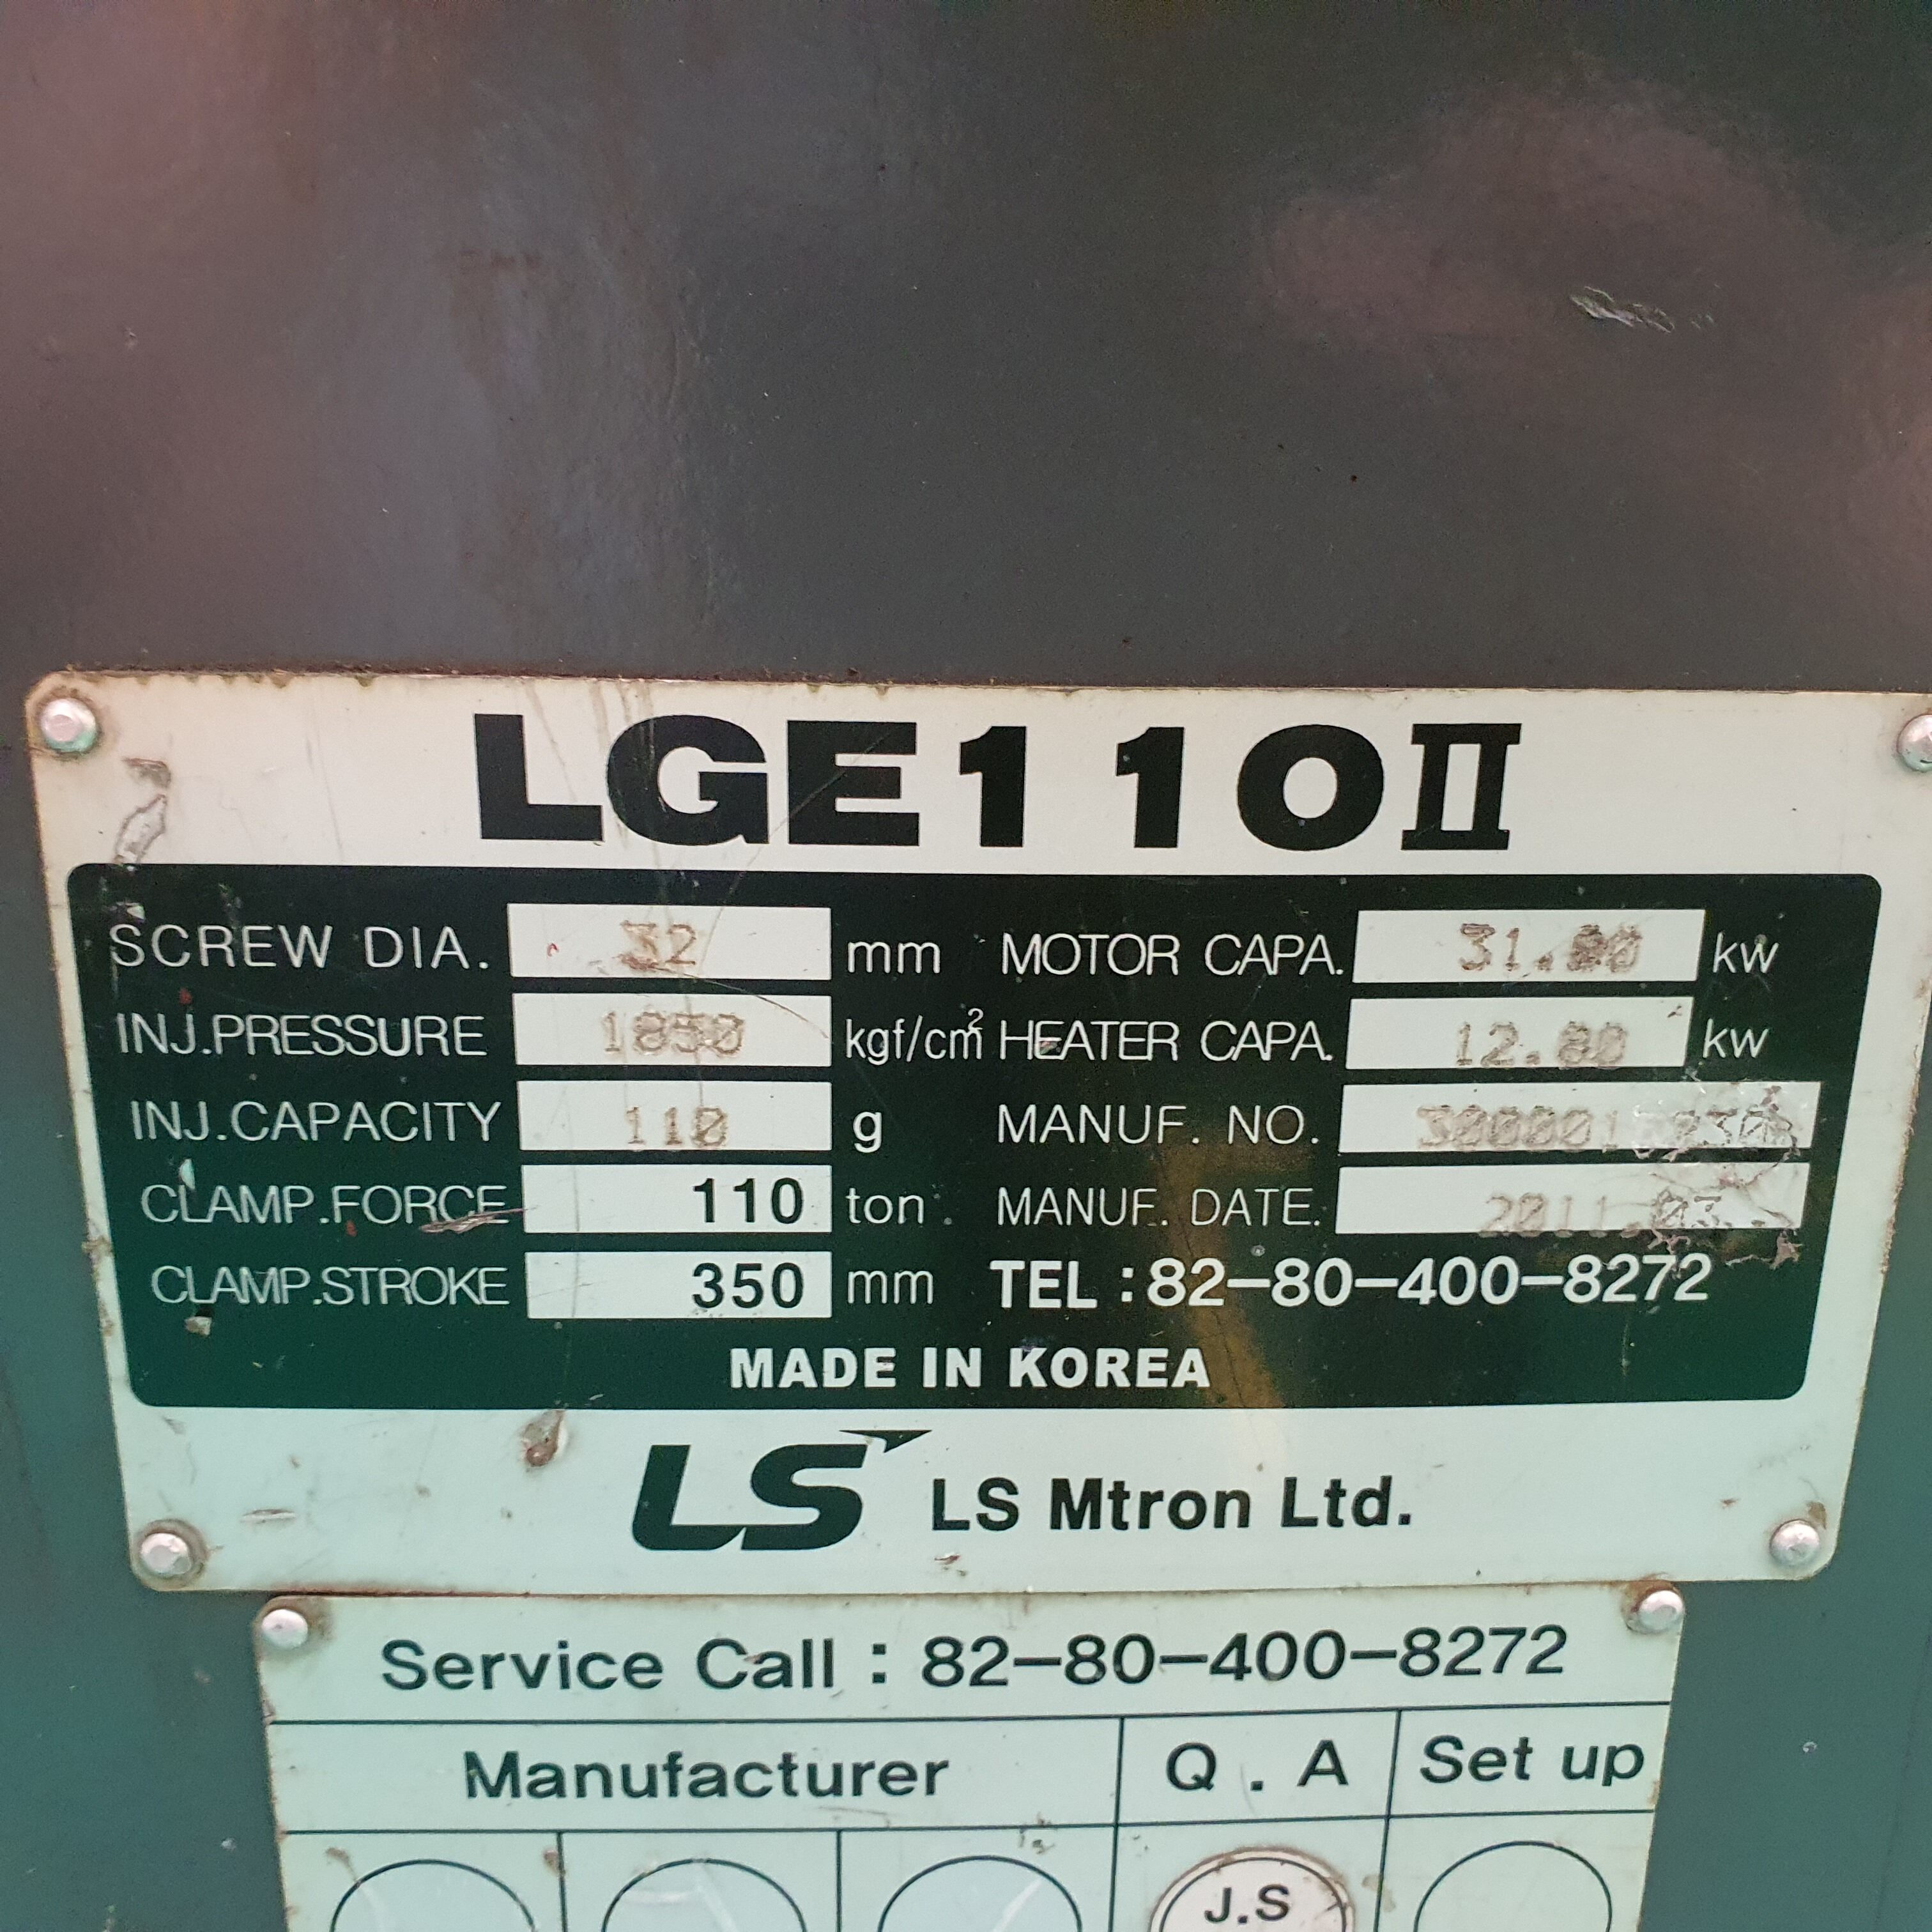 LGE110Ⅱ
SCREW DIA. 32 mm MOTOR CAPA. kw
INJ.PRESSURE 1850 kgf/cm² HEATER CAPA. 12.80 kw
INJ.CAPACITY 110 g MANUF. NO.
CLAMP.FORCE 110 ton. MANUF. DATE. 2011.03.
CLAMP.STROKE 350 mm TEL : 82-80-400-8272
MADE IN KOREA
LS LS Mtron Ltd.
Service Call : 82-80-400-8272
Manufacturer Q . A Set up
J.S